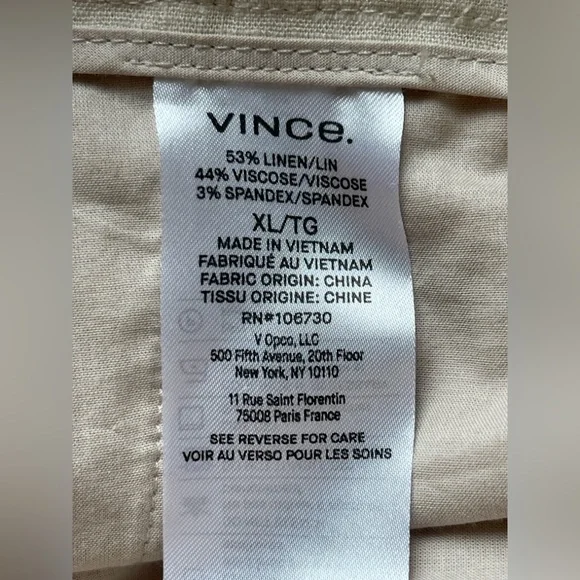 VINCE.
53% LINEN/LIN
44% VISCOSE/VISCOSE
3% SPANDEX/SPANDEX
XL/TG
MADE IN VIETNAM
FABRIQUÉ AU VIETNAM
FABRIC ORIGIN: CHINA
TISSU ORIGINE: CHINE
RN#106730
V Opco, LLC
500 Fifth Avenue, 20th Floor
New York, NY 10110
11 Rue Saint Florentin
75008 Paris France
SEE REVERSE FOR CARE
VOIR AU VERSO POUR LES SOINS